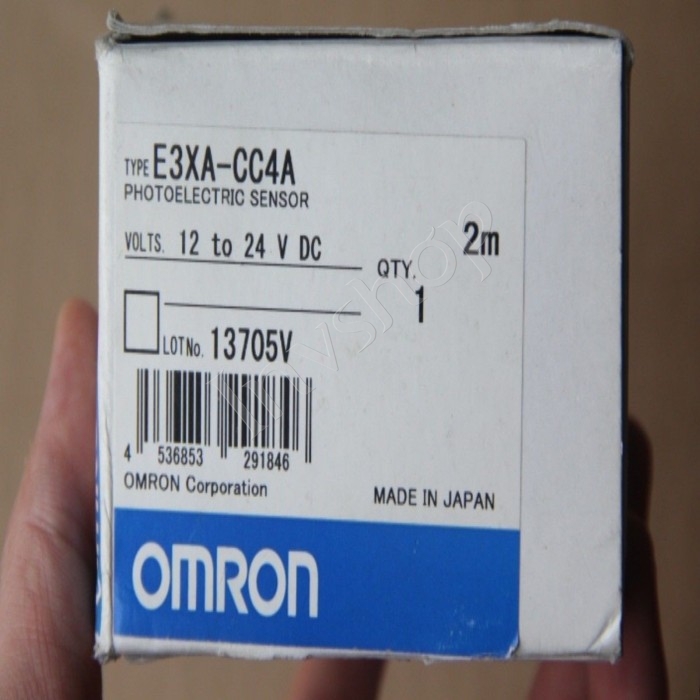 TYPE E3XA-CC4A
PHOTOELECTRIC SENSOR
VOLTS. 12 to 24 V DC
2m
QTY.
1
LOT No. 13705V
4 536853 291846
OMRON Corporation
MADE IN JAPAN
OMRON